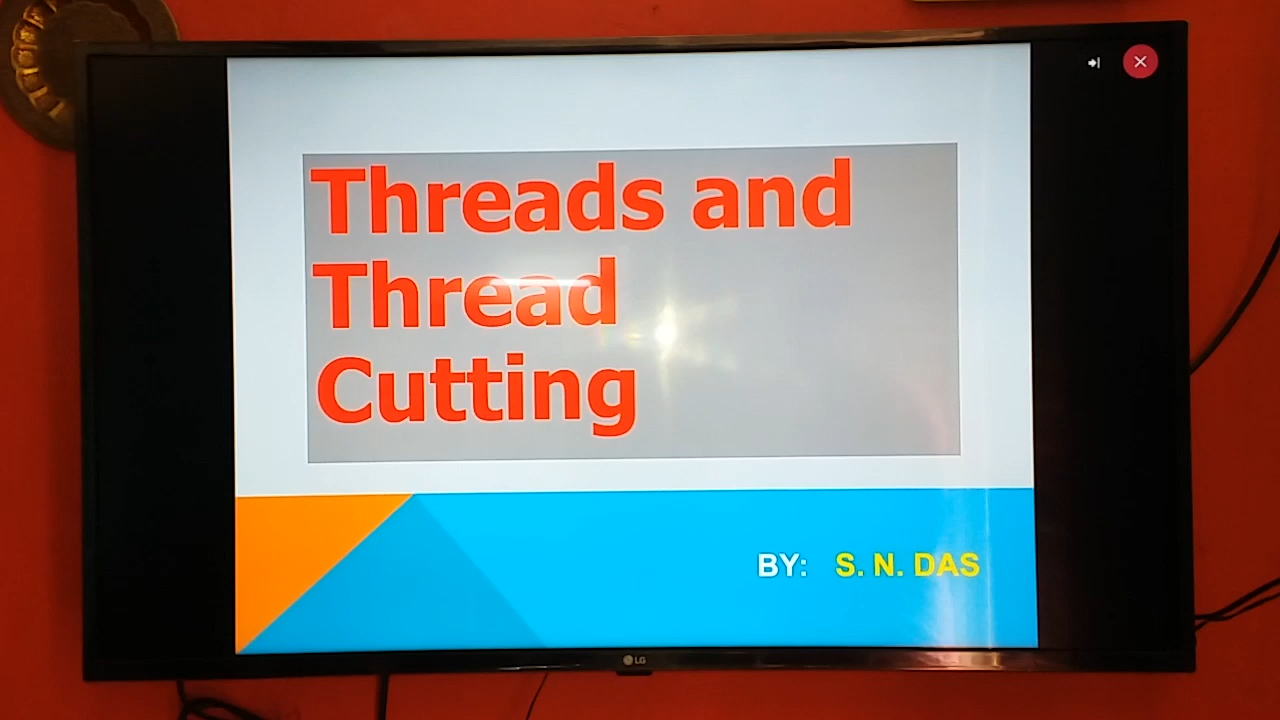 Threads and
Thread
Cutting
BY: S. N. DAS
LG